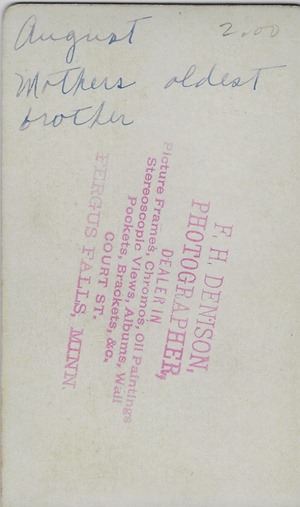 August 2.00
Mothers oldest
brother
F. H. DENISON,
PHOTOGRAPHER,
DEALER IN
Picture Frames, Chromos, Oil Paintings
Stereoscopic Views, Albums, Wall
Pockets, Brackets, &c.
COURT ST.
FERGUS FALLS, MINN.